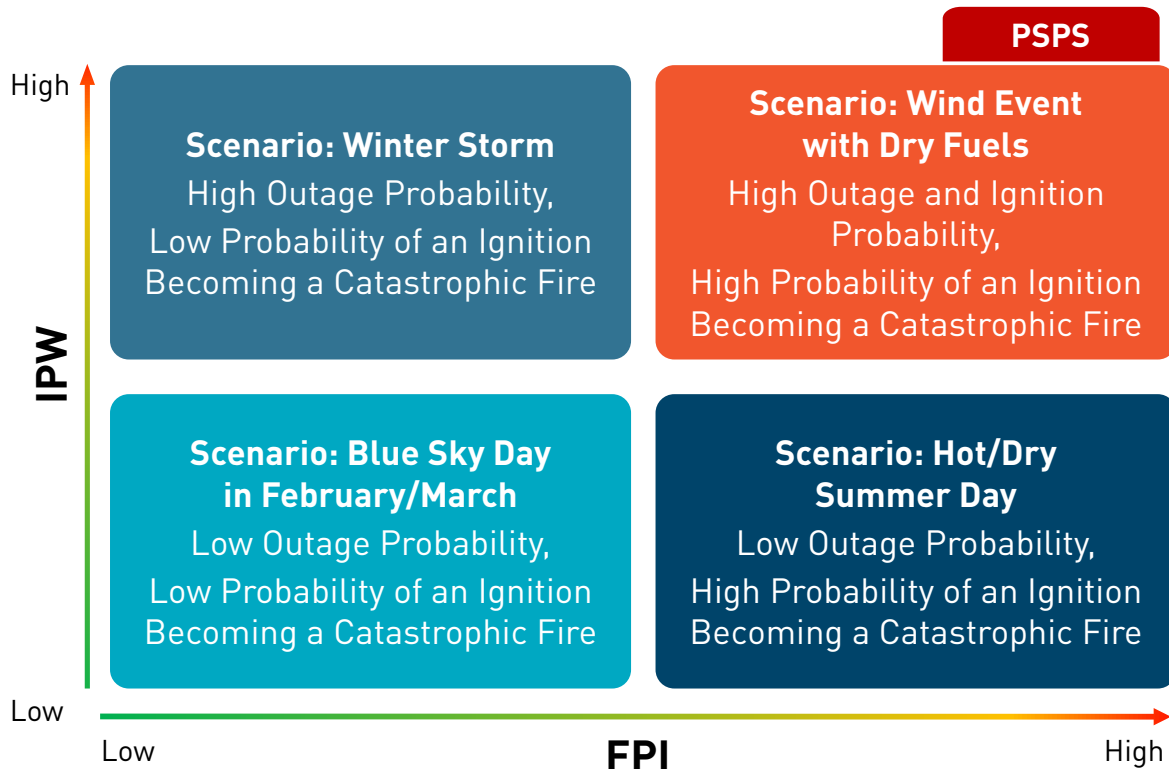 PSPS
High
Scenario: Winter Storm
High Outage Probability,
Low Probability of an Ignition
Becoming a Catastrophic Fire
Scenario: Wind Event
with Dry Fuels
High Outage and Ignition
Probability,
High Probability of an Ignition
Becoming a Catastrophic Fire
IPW
Scenario: Blue Sky Day
in February/March
Low Outage Probability,
Low Probability of an Ignition
Becoming a Catastrophic Fire
Scenario: Hot/Dry
Summer Day
Low Outage Probability,
High Probability of an Ignition
Becoming a Catastrophic Fire
Low
Low
FPI
High